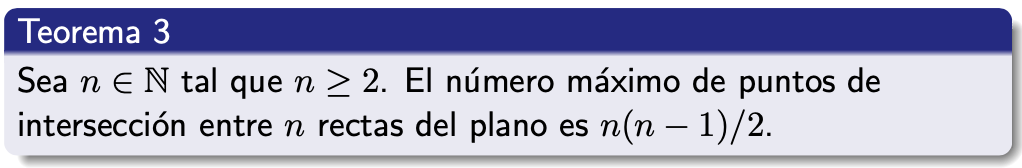 Teorema 3
Sea n ∈ ℕ tal que n ≥ 2. El número máximo de puntos de
intersección entre n rectas del plano es n(n − 1)/2.